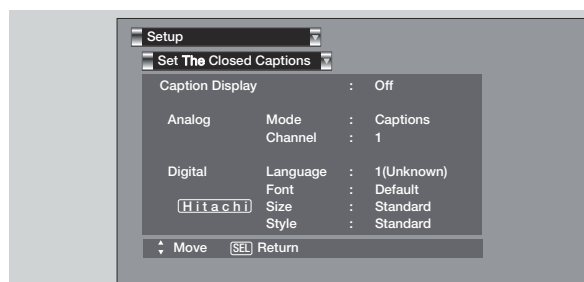 Setup
Set The Closed Captions
Caption Display : Off
Analog Mode : Captions
Channel : 1
Digital Language : 1(Unknown)
Font : Default
Hitachi Size : Standard
Style : Standard
Move SEL Return